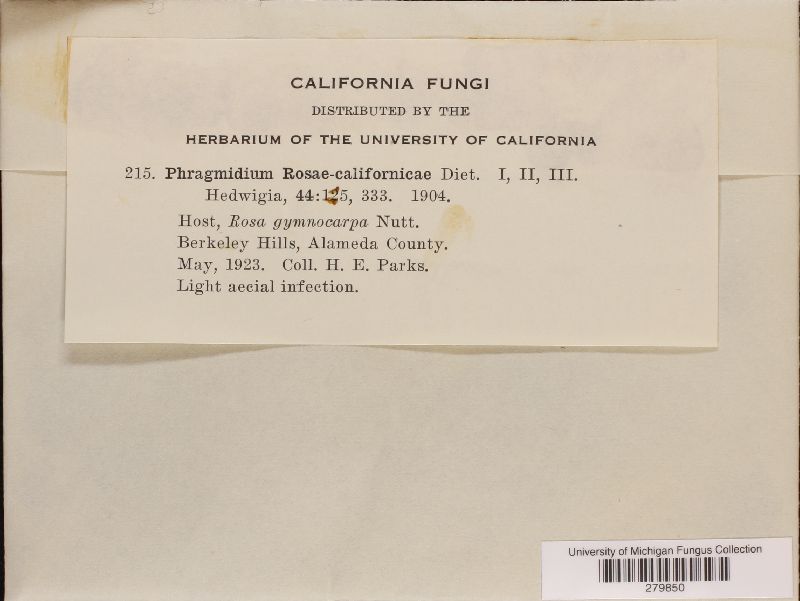 CALIFORNIA FUNGI
DISTRIBUTED BY THE
HERBARIUM OF THE UNIVERSITY OF CALIFORNIA
215. Phragmidium Rosae-californicae Diet. I, II, III.
Hedwigia, 44:125, 333. 1904.
Host, Rosa gymnocarpa Nutt.
Berkeley Hills, Alameda County.
May, 1923. Coll. H. E. Parks.
Light aecial infection.
University of Michigan Fungus Collection
279850